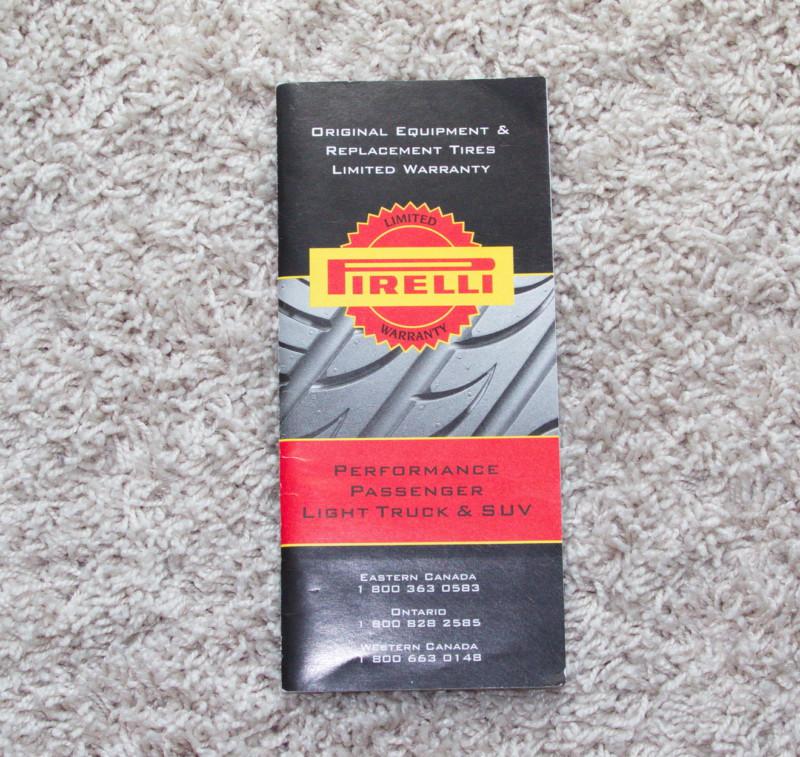 Original Equipment &
Replacement Tires
Limited Warranty
LIMITED
PIRELLI
WARRANTY
Performance
Passenger
Light Truck & SUV
Eastern Canada
1 800 363 0583
Ontario
1 800 828 2585
Western Canada
1 800 663 0148